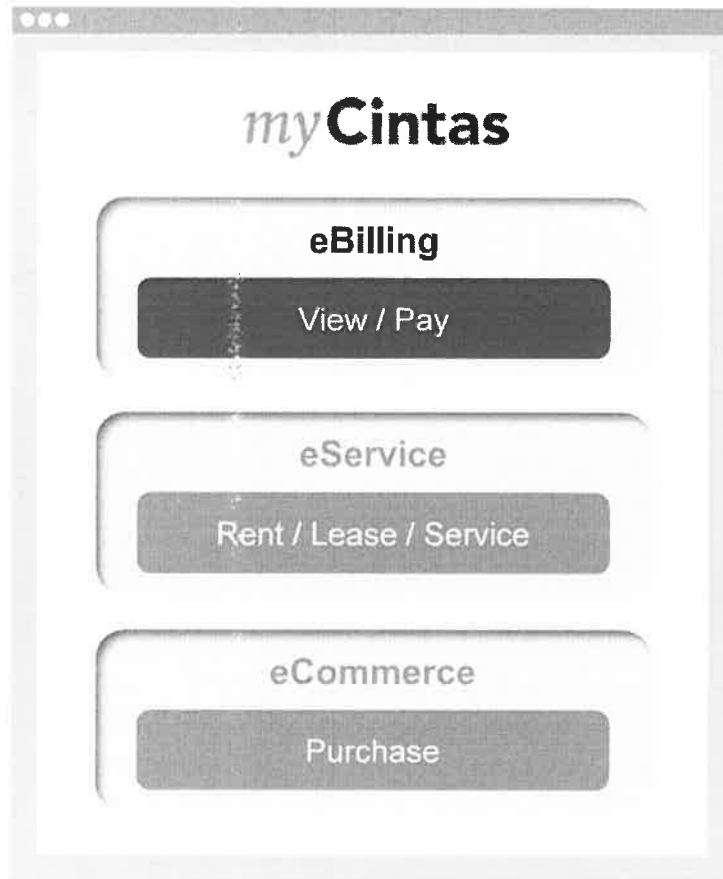 myCintas
eBilling
View / Pay
eService
Rent / Lease / Service
eCommerce
Purchase